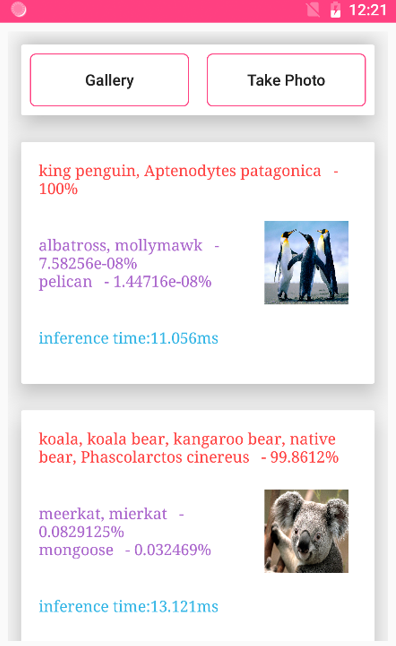 12:21
Gallery
Take Photo
king penguin, Aptenodytes patagonica -
100%
albatross, mollymawk -
7.58256e-08%
pelican - 1.44716e-08%
inference time:11.056ms
koala, koala bear, kangaroo bear, native
bear, Phascolarctos cinereus - 99.8612%
meerkat, mierkat -
0.0829125%
mongoose - 0.032469%
inference time:13.121ms